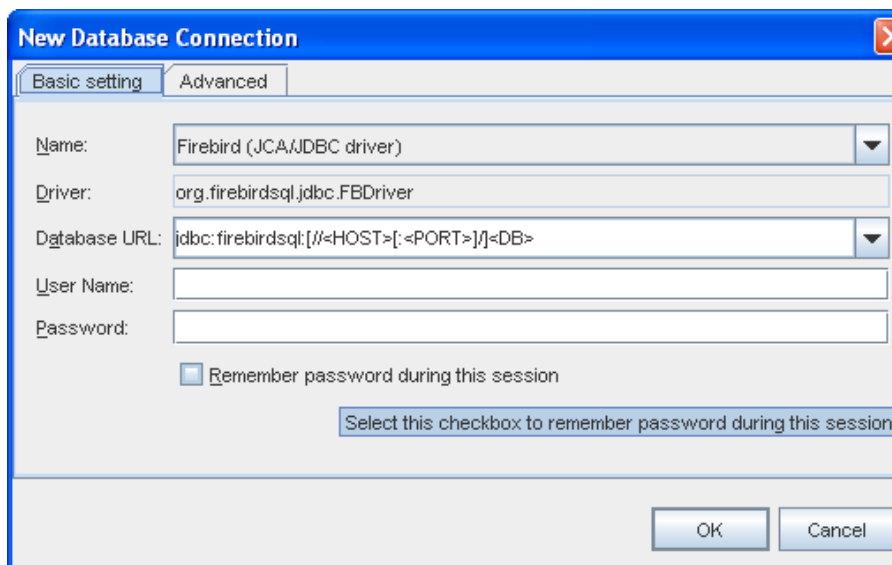 New Database Connection
Basic setting Advanced
Name: Firebird (JCA/JDBC driver)
Driver: org.firebirdsql.jdbc.FBDriver
Database URL: jdbc:firebirdsql:[//<HOST>[:<PORT>]/]<DB>
User Name:
Password:
Remember password during this session
Select this checkbox to remember password during this session
OK Cancel